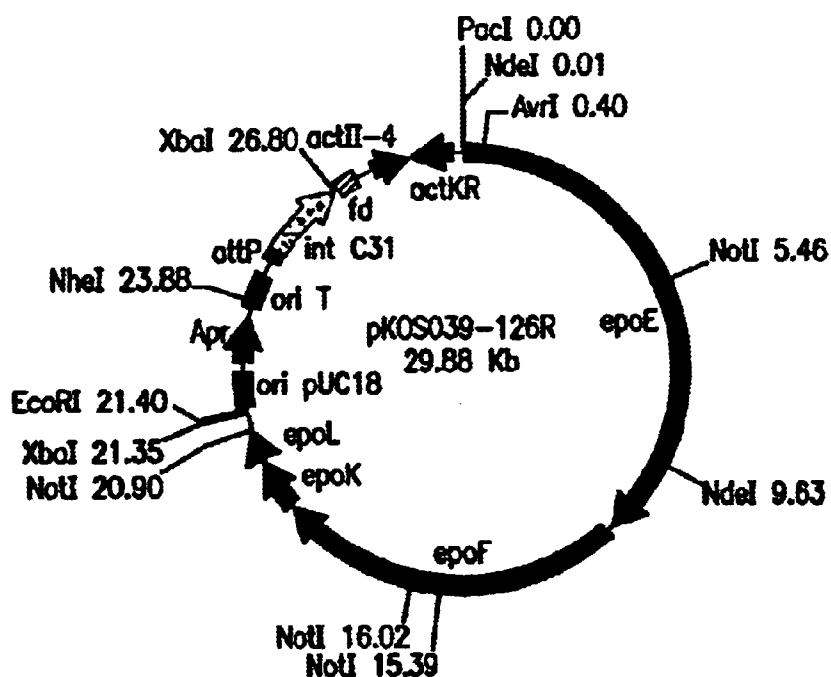 PacI 0.00
NdeI 0.01
AvrI 0.40
XbaI 26.80
actII-4
actKR
fd
attP
int C31
NotI 5.46
NheI 23.88
ori T
epoE
pKOS039-126R
29.88 Kb
Apr
ori pUC18
EcoRI 21.40
epoL
XbaI 21.35
epoK
NotI 20.90
NdeI 9.63
epoF
NotI 16.02
NotI 15.39